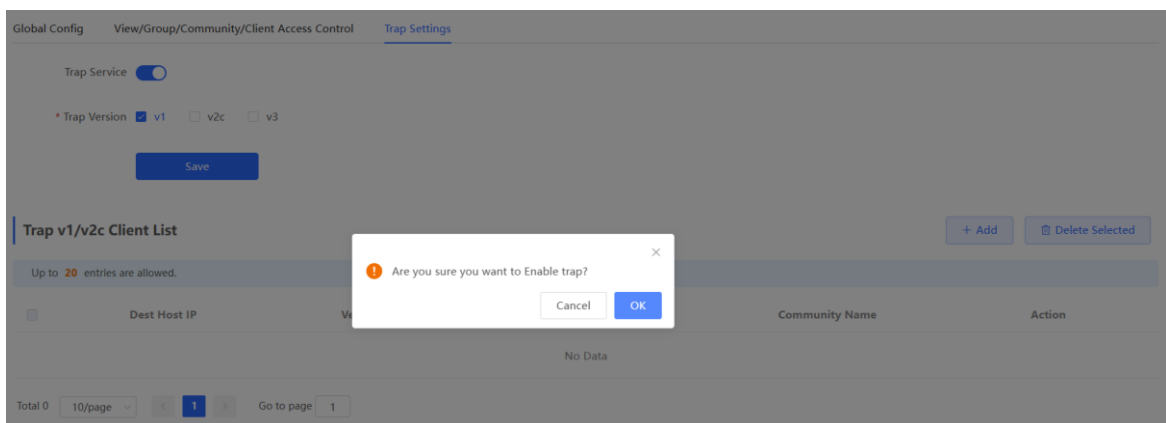 Global Config View/Group/Community/Client Access Control Trap Settings
Trap Service
* Trap Version v1 v2c v3
Save
Trap v1/v2c Client List
+ Add Delete Selected
Up to 20 entries are allowed.
Are you sure you want to Enable trap?
Cancel OK
Dest Host IP Community Name Action
No Data
Total 0 10/page < 1 > Go to page 1